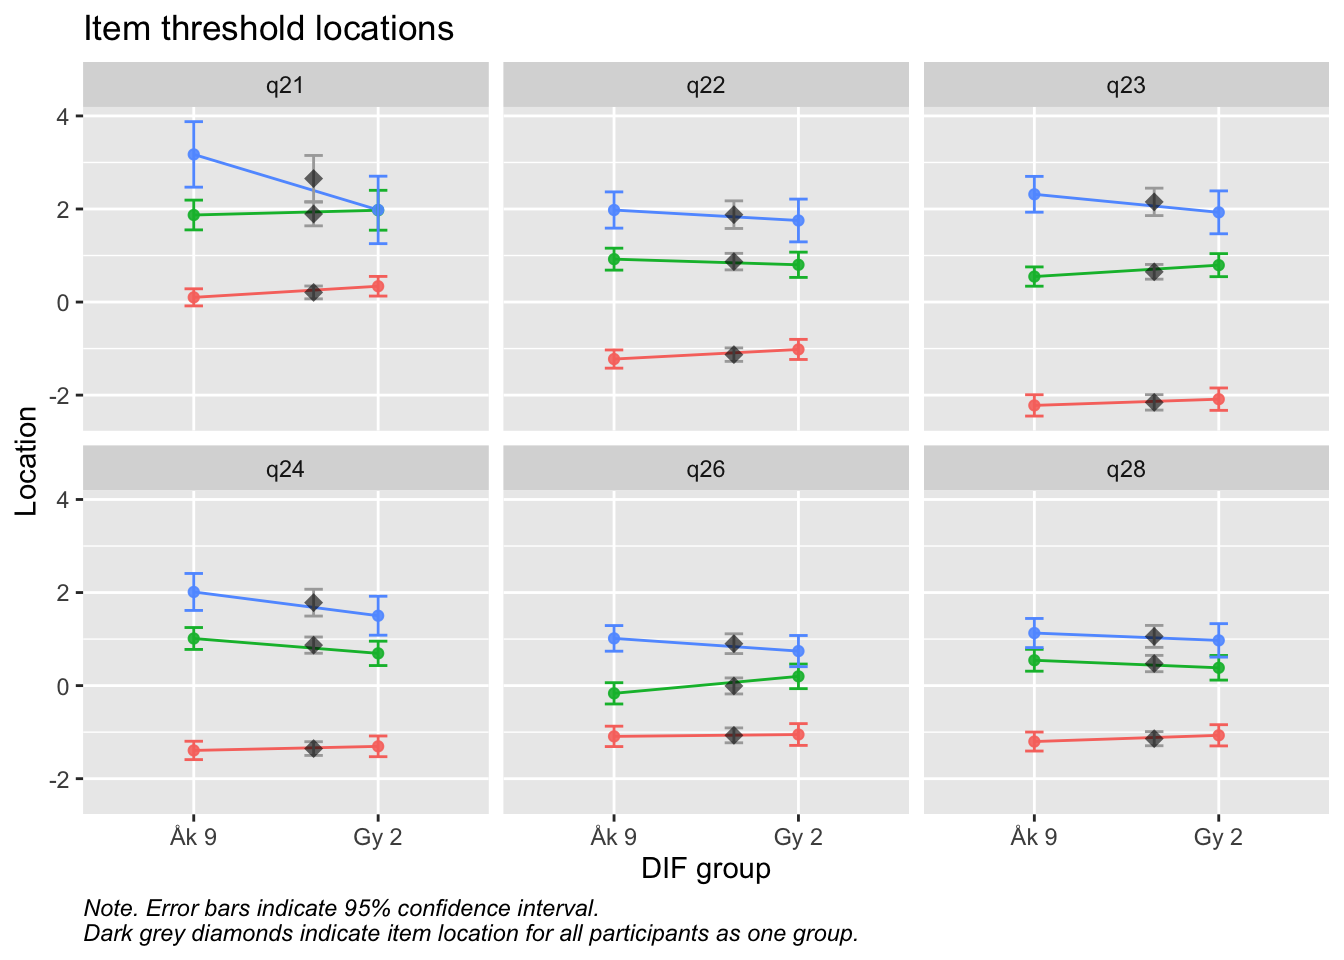 Item threshold locations
q21
q22
q23
4
2
0
-2
Location
q24
q26
q28
4
2
0
-2
Åk 9
Gy 2
Åk 9
Gy 2
Åk 9
Gy 2
DIF group
Note. Error bars indicate 95% confidence interval.
Dark grey diamonds indicate item location for all participants as one group.